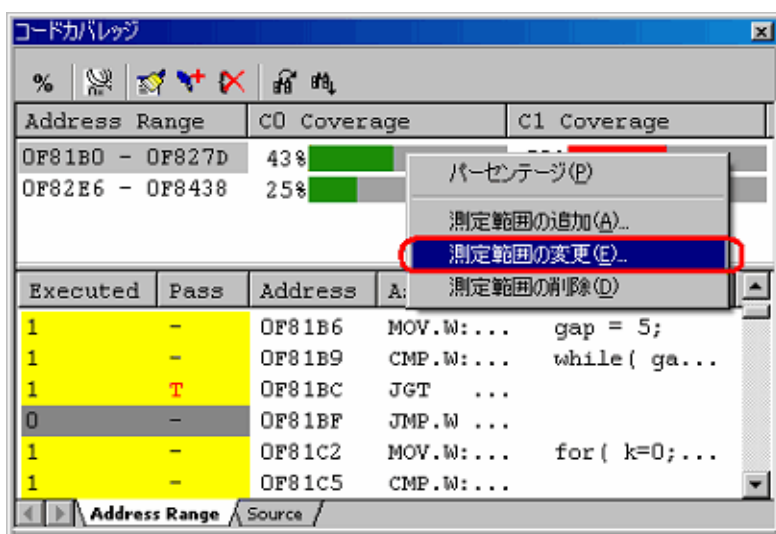 コードカバレッジ
%
Address Range C0 Coverage C1 Coverage
0F81B0 - 0F827D 43%
0F82E6 - 0F8438 25%
パーセンテージ(P)
測定範囲の追加(A)...
測定範囲の変更(E)...
測定範囲の削除(D)
Executed Pass Address A
1 - 0F81B6 MOV.W:... gap = 5;
1 - 0F81B9 CMP.W:... while( ga...
1 T 0F81BC JGT ...
0 - 0F81BF JMP.W ...
1 - 0F81C2 MOV.W:... for( k=0;...
1 - 0F81C5 CMP.W:...
Address Range Source